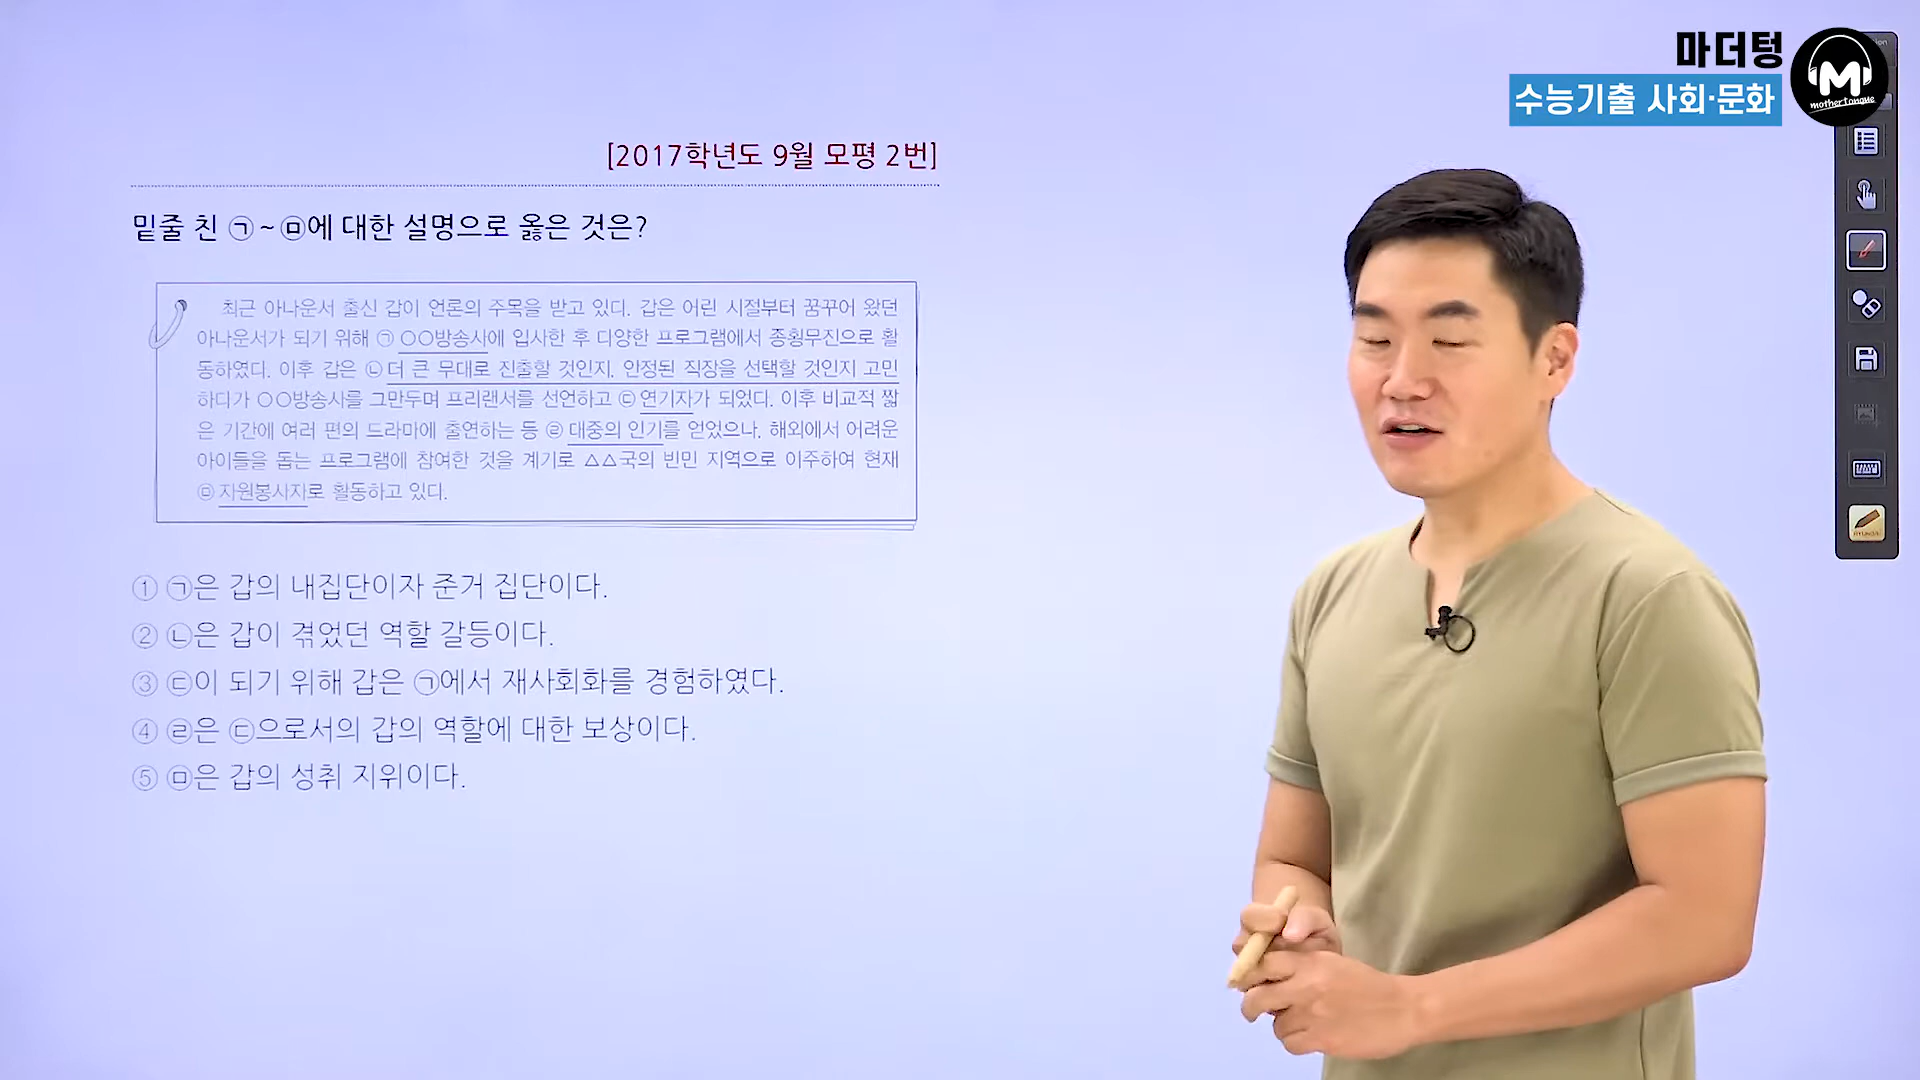 마더텅
수능기출 사회·문화
M
mothertongue
[2017학년도 9월 모평 2번]
밑줄 친 ㉠~㉤에 대한 설명으로 옳은 것은?
최근 아나운서 출신 갑이 언론의 주목을 받고 있다. 갑은 어린 시절부터 꿈꾸어 왔던
아나운서가 되기 위해 ㉠ ○○방송사에 입사한 후 다양한 프로그램에서 종횡무진으로 활
동하였다. 이후 갑은 ㉡ 더 큰 무대로 진출할 것인지, 안정된 직장을 선택할 것인지 고민
하다가 ○○방송사를 그만두며 프리랜서를 선언하고 ㉢ 연기자가 되었다. 이후 비교적 짧
은 기간에 여러 편의 드라마에 출연하는 등 ㉣ 대중의 인기를 얻었으나, 해외에서 어려운
아이들을 돕는 프로그램에 참여한 것을 계기로 △△국의 빈민 지역으로 이주하여 현재
㉤ 자원봉사자로 활동하고 있다.
① ㉠은 갑의 내집단이자 준거 집단이다.
② ㉡은 갑이 겪었던 역할 갈등이다.
③ ㉢이 되기 위해 갑은 ㉠에서 재사회화를 경험하였다.
④ ㉣은 ㉢으로서의 갑의 역할에 대한 보상이다.
⑤ ㉤은 갑의 성취 지위이다.